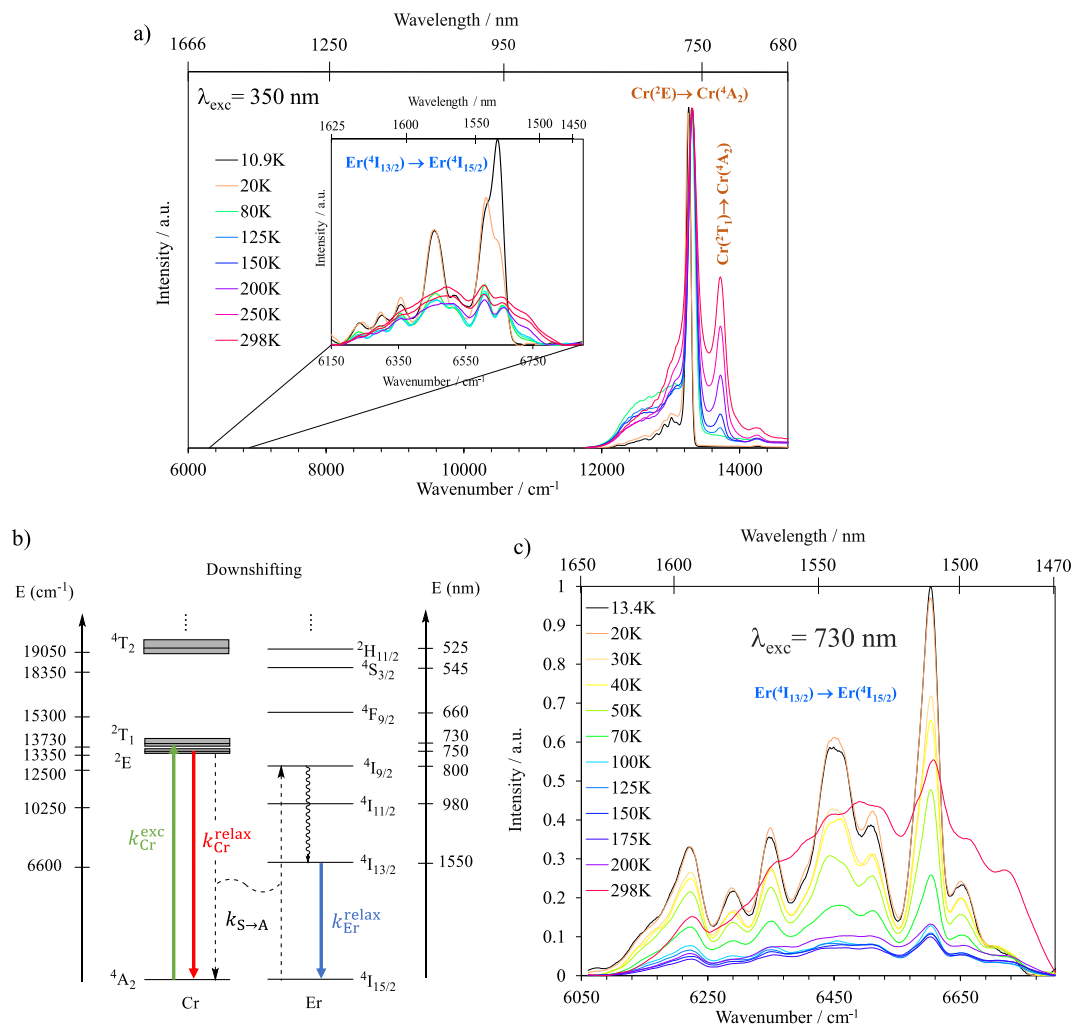 a)
Wavelength / nm
1666 1250 950 750 680
λexc= 350 nm
Cr(²E)→ Cr(⁴A₂)
Cr(²T₁)→ Cr(⁴A₂)
10.9K
20K
80K
125K
150K
200K
250K
298K
Intensity / a.u.
Wavelength / nm
1625 1600 1550 1500 1450
Er(⁴I13/2) → Er(⁴I15/2)
Intensity / a.u.
6150 6350 6550 6750
Wavenumber / cm⁻¹
6000 8000 10000 12000 14000
Wavenumber / cm⁻¹
b)
Downshifting
E (cm⁻¹)
E (nm)
⁴T₂
19050
18350
15300
²T₁
13730
13350
²E
12500
10250
6600
⁴A₂
²H11/2
525
⁴S3/2
545
⁴F9/2
660
730
750
⁴I9/2
800
⁴I11/2
980
⁴I13/2
1550
⁴I15/2
k Cr exc
k Cr relax
k S→A
k Er relax
Cr
Er
c)
Wavelength / nm
1650 1600 1550 1500 1470
λexc= 730 nm
Er(⁴I13/2) → Er(⁴I15/2)
13.4K
20K
30K
40K
50K
70K
100K
125K
150K
175K
200K
298K
Intensity / a.u.
1
0.9
0.8
0.7
0.6
0.5
0.4
0.3
0.2
0.1
0
6050 6250 6450 6650
Wavenumber / cm⁻¹